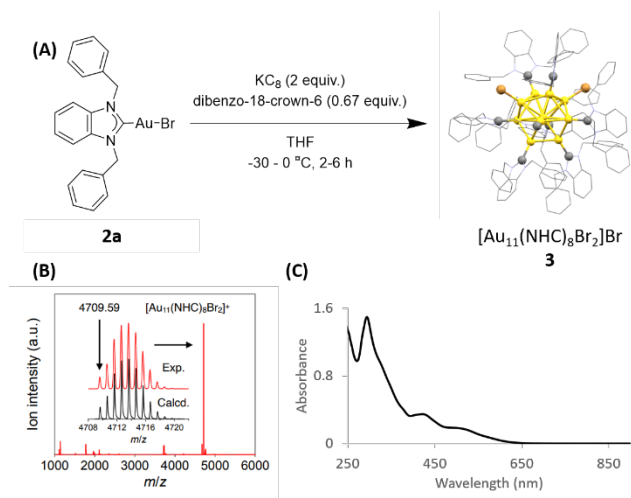 (A)
N
N
Au-Br
2a
KC8 (2 equiv.)
dibenzo-18-crown-6 (0.67 equiv.)
THF
-30 - 0 ºC, 2-6 h
[Au11(NHC)8Br2]Br
3
(B)
4709.59
[Au11(NHC)8Br2]+
Exp.
Calcd.
4708 4712 4716 4720
m/z
Ion intensity (a.u.)
1000 2000 3000 4000 5000 6000
m/z
(C)
1.6
0.8
0
Absorbance
250 450 650 850
Wavelength (nm)